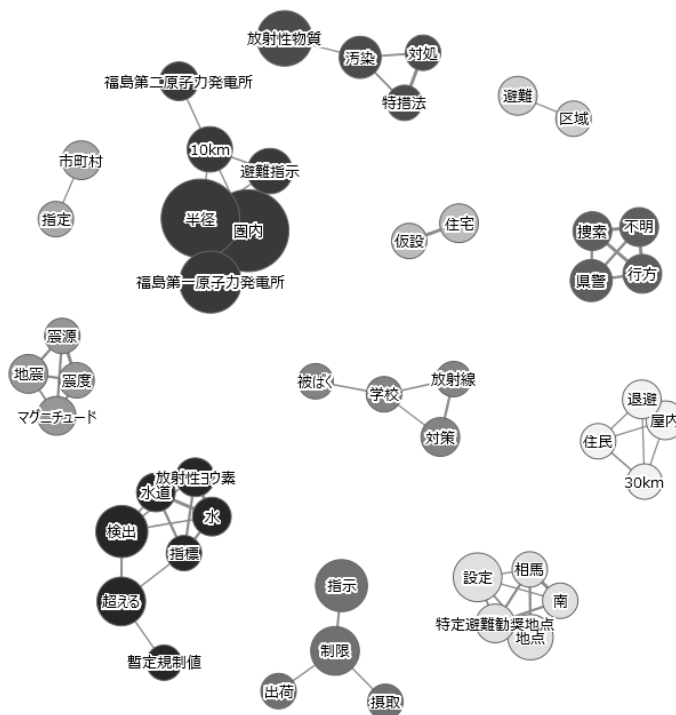 放射性物質
汚染
対処
特措法
福島第二原子力発電所
避難
区域
10km
避難指示
市町村
指定
半径
圏内
福島第一原子力発電所
住宅
仮設
捜索
不明
県警
行方
震源
地震
震度
マグニチュード
被ばく
学校
放射線
対策
退避
屋内
住民
30km
放射性ヨウ素
水道
検出
水
指標
超える
暫定規制値
指示
制限
出荷
摂取
設定
相馬
南
特定避難勧奨地点
地点